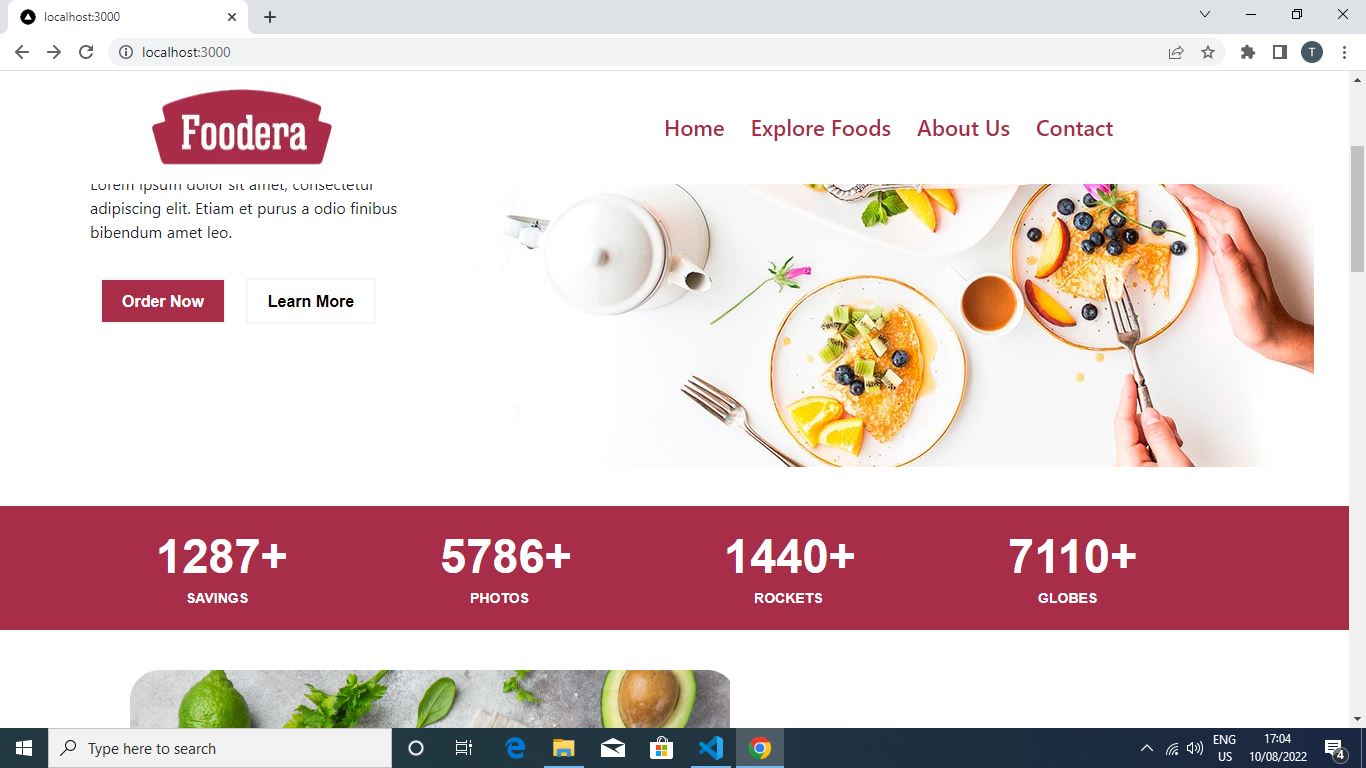 localhost:3000
localhost:3000
T
Foodera
Home Explore Foods About Us Contact
Lorem ipsum dolor sit amet, consectetur
adipiscing elit. Etiam et purus a odio finibus
bibendum amet leo.
Order Now Learn More
1287+ 5786+ 1440+ 7110+
SAVINGS PHOTOS ROCKETS GLOBES
Type here to search
ENG
US
17:04
10/08/2022
4